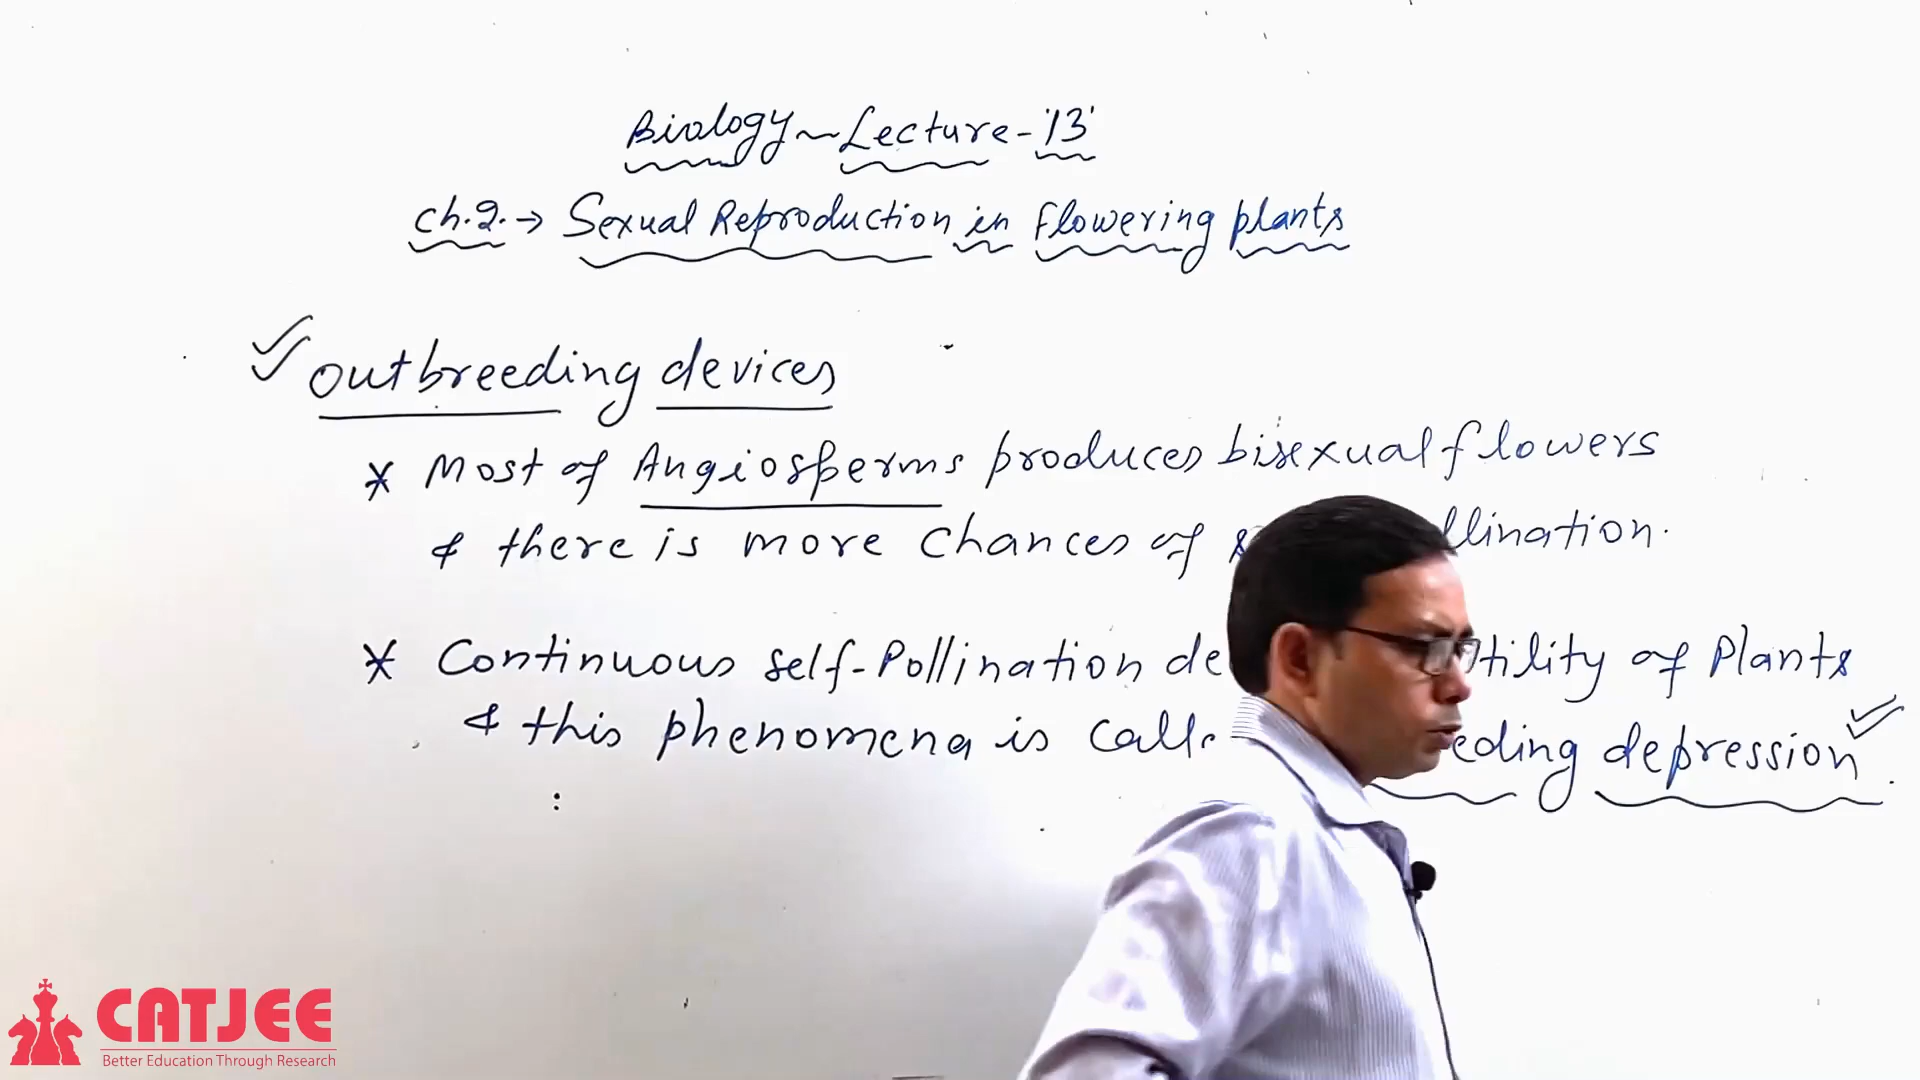 Biology ~ Lecture - '13'
Ch.2. → Sexual Reproduction in flowering plants
Outbreeding devices
* Most of Angiosperms produces bisexual flowers
& there is more chances of llination.
* Continuous self-Pollination de tility of Plants
& this phenomena is calle eding depression.
:
CATJEE
Better Education Through Research